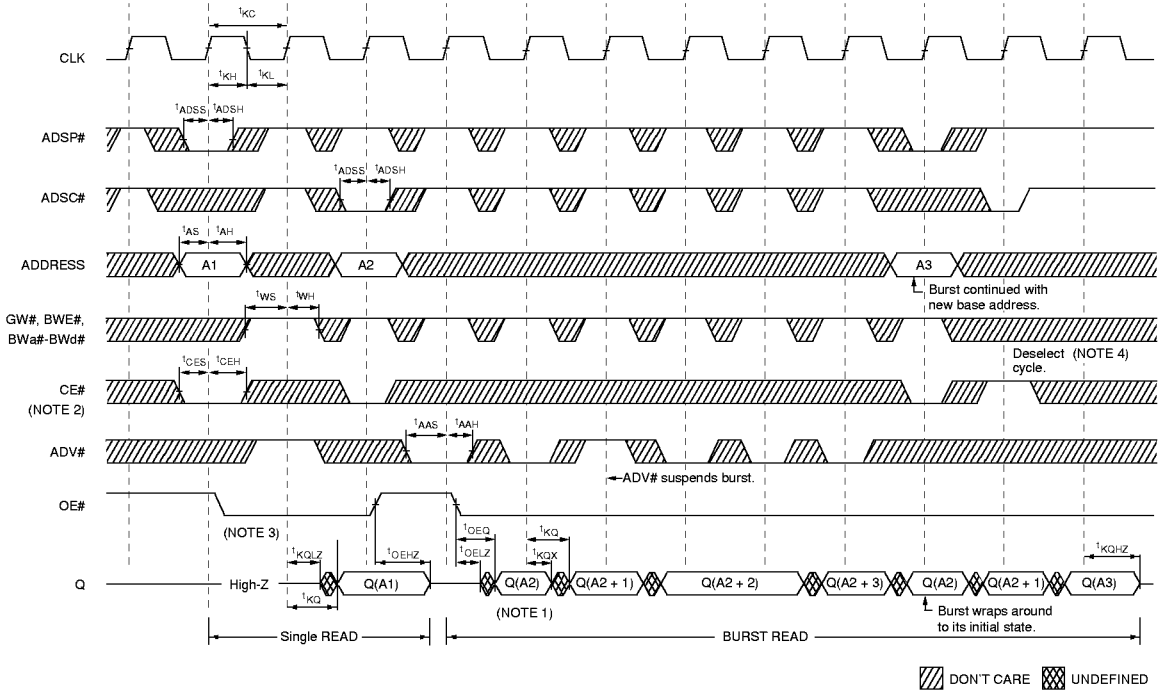 tKC
CLK
tKH tKL
tADSS tADSH
ADSP#
tADSS tADSH
ADSC#
tAS tAH
ADDRESS A1 A2 A3
Burst continued with
new base address.
tWS tWH
GW#, BWE#,
BWa#-BWd#
Deselect (NOTE 4)
cycle.
tCES tCEH
CE#
(NOTE 2)
tAAS tAAH
ADV#
ADV# suspends burst.
OE#
(NOTE 3)
tOEQ tKQ
tKQLZ tOEHZ tOELZ tKQX tKQHZ
Q High-Z Q(A1) Q(A2) Q(A2 + 1) Q(A2 + 2) Q(A2 + 3) Q(A2) Q(A2 + 1) Q(A3)
tKQ
(NOTE 1)
Burst wraps around
to its initial state.
Single READ BURST READ
DON'T CARE UNDEFINED